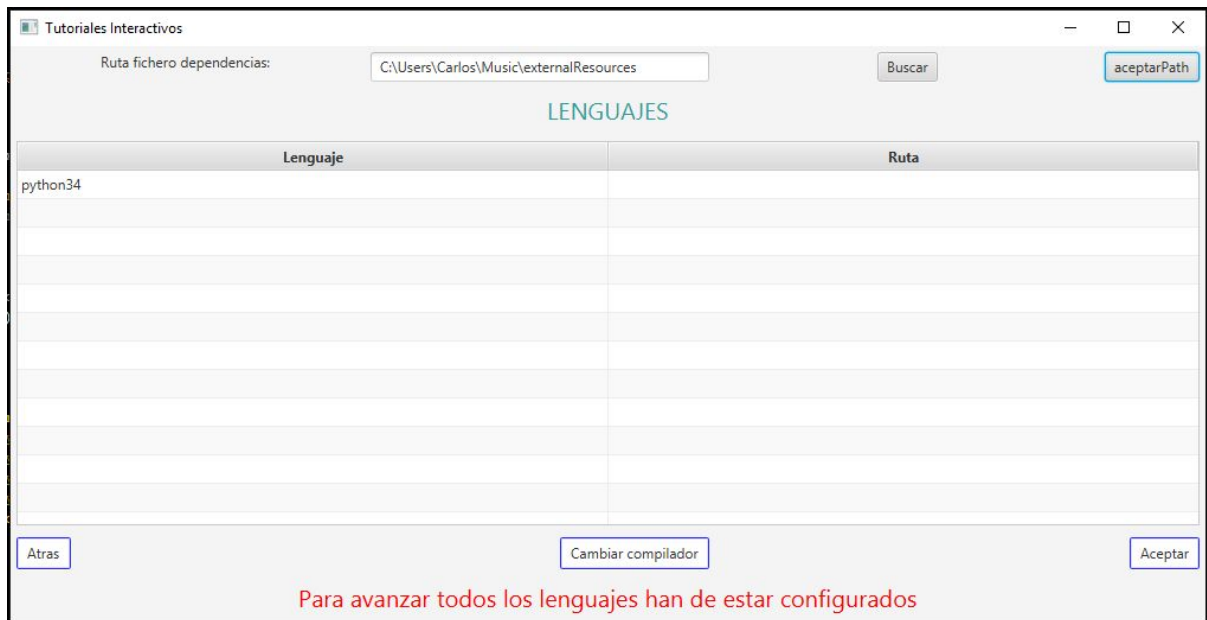 Tutoriales Interactivos
Ruta fichero dependencias: C:\Users\Carlos\Music\externalResources Buscar aceptarPath
LENGUAJES
Lenguaje Ruta
python34
Atras Cambiar compilador Aceptar
Para avanzar todos los lenguajes han de estar configurados